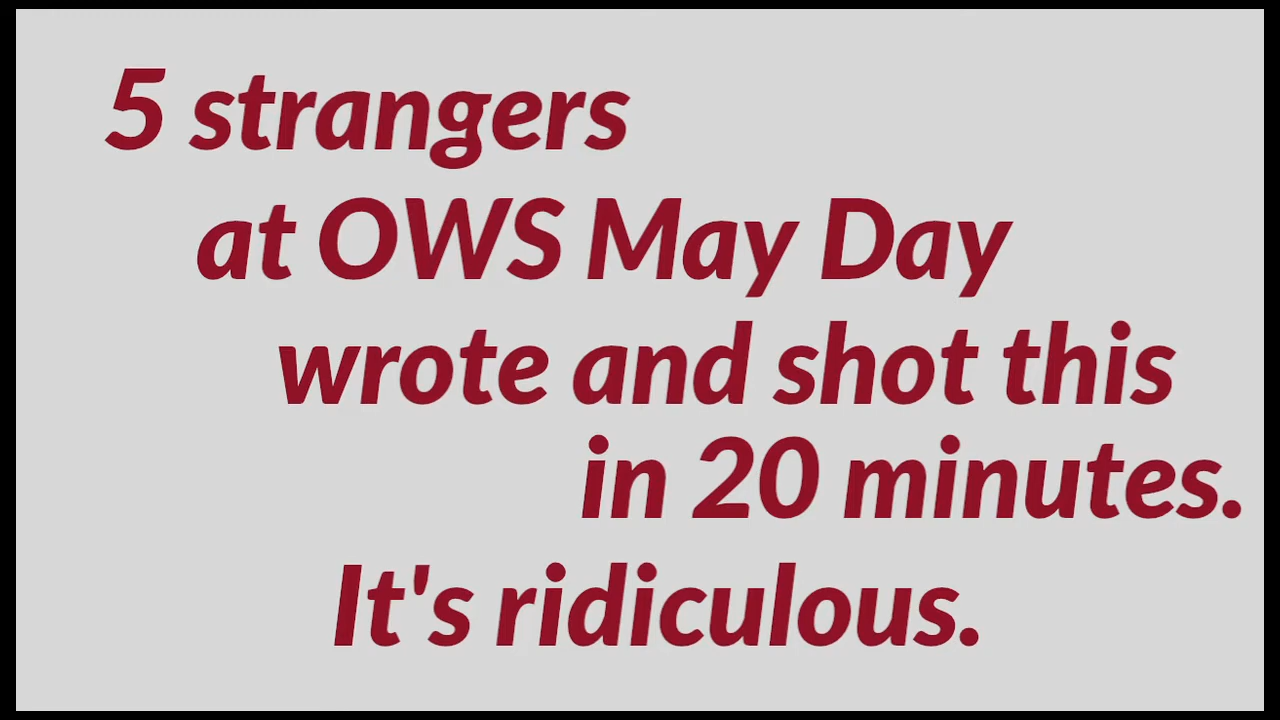 5 strangers
at OWS May Day
wrote and shot this
in 20 minutes.
It's ridiculous.